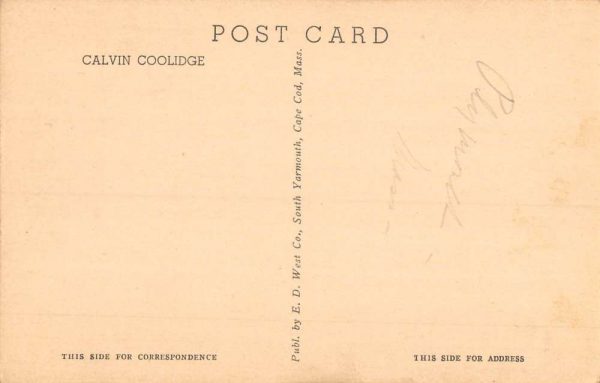 POST CARD
CALVIN COOLIDGE
Publ. by E. D. West Co., South Yarmouth, Cape Cod, Mass.
Plymouth
THIS SIDE FOR CORRESPONDENCE
THIS SIDE FOR ADDRESS